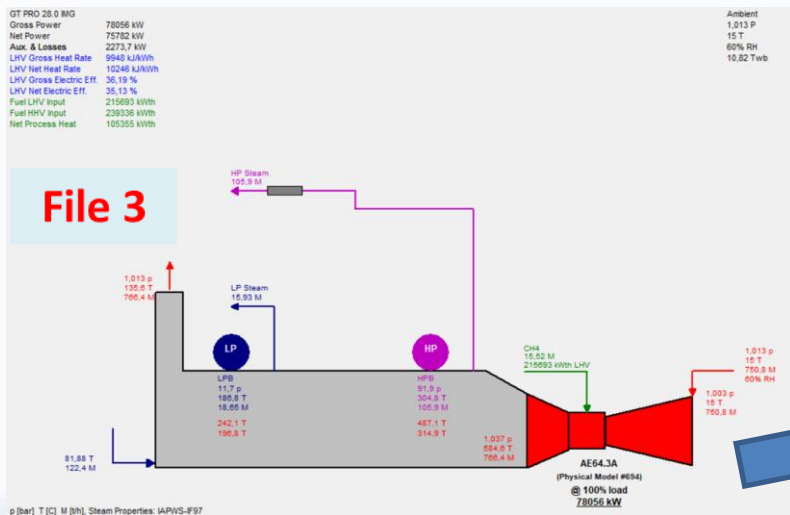 GT PRO 28.0 IMG
Gross Power 78056 kW
Net Power 75782 kW
Aux. & Losses 2273,7 kW
LHV Gross Heat Rate 9948 kJ/kWh
LHV Net Heat Rate 10246 kJ/kWh
LHV Gross Electric Eff. 36,19 %
LHV Net Electric Eff. 35,13 %
Fuel LHV Input 215693 kWth
Fuel HHV Input 239336 kWth
Net Process Heat 105355 kWth
Ambient
1,013 P
15 T
60% RH
10,82 Twb
File 3
HP Steam
105,9 M
1,013 p
135,6 T
766,4 M
LP Steam
15,93 M
LP
LPB
11,7 p
186,8 T
18,65 M
242,1 T
196,8 T
HP
HPB
91,9 p
304,8 T
105,9 M
487,1 T
314,9 T
CH4
15,52 M
215693 kWth LHV
1,013 p
15 T
750,8 M
60% RH
1,003 p
15 T
750,8 M
1,037 p
584,6 T
766,4 M
81,88 T
122,4 M
AE64.3A
(Physical Model #694)
@ 100% load
78056 kW
p [bar] T [C] M [t/h], Steam Properties: IAPWS-IF97